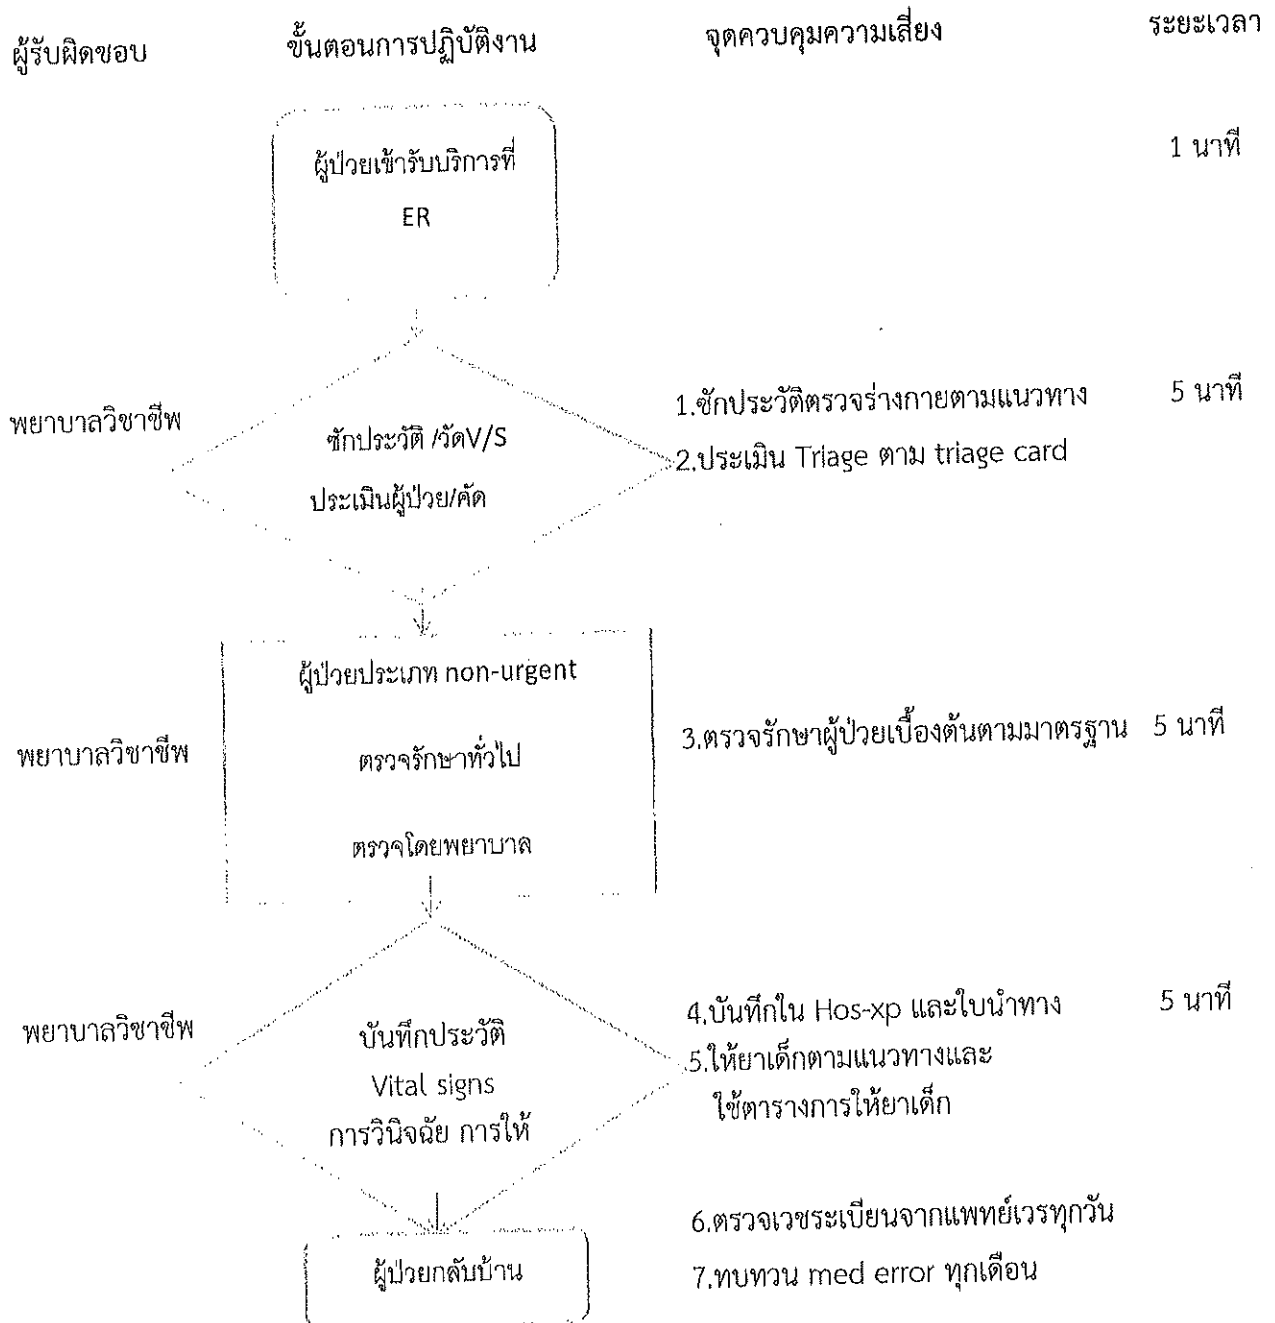 ผู้รับผิดชอบ ขั้นตอนการปฏิบัติงาน จุดควบคุมความเสี่ยง ระยะเวลา
ผู้ป่วยเข้ารับบริการที่ 1 นาที
ER
พยาบาลวิชาชีพ ซักประวัติ /วัดV/S 1.ซักประวัติตรวจร่างกายตามแนวทาง 5 นาที
ประเมินผู้ป่วย/คัด 2.ประเมิน Triage ตาม triage card
ผู้ป่วยประเภท non-urgent
พยาบาลวิชาชีพ ตรวจรักษาทั่วไป 3.ตรวจรักษาผู้ป่วยเบื้องต้นตามมาตรฐาน 5 นาที
ตรวจโดยพยาบาล
พยาบาลวิชาชีพ บันทึกประวัติ 4.บันทึกใน Hos-xp และใบนำทาง 5 นาที
Vital signs 5.ให้ยาเด็กตามแนวทางและ
การวินิจฉัย การให้ ใช้ตารางการให้ยาเด็ก
6.ตรวจเวชระเบียนจากแพทย์เวรทุกวัน
ผู้ป่วยกลับบ้าน 7.ทบทวน med error ทุกเดือน